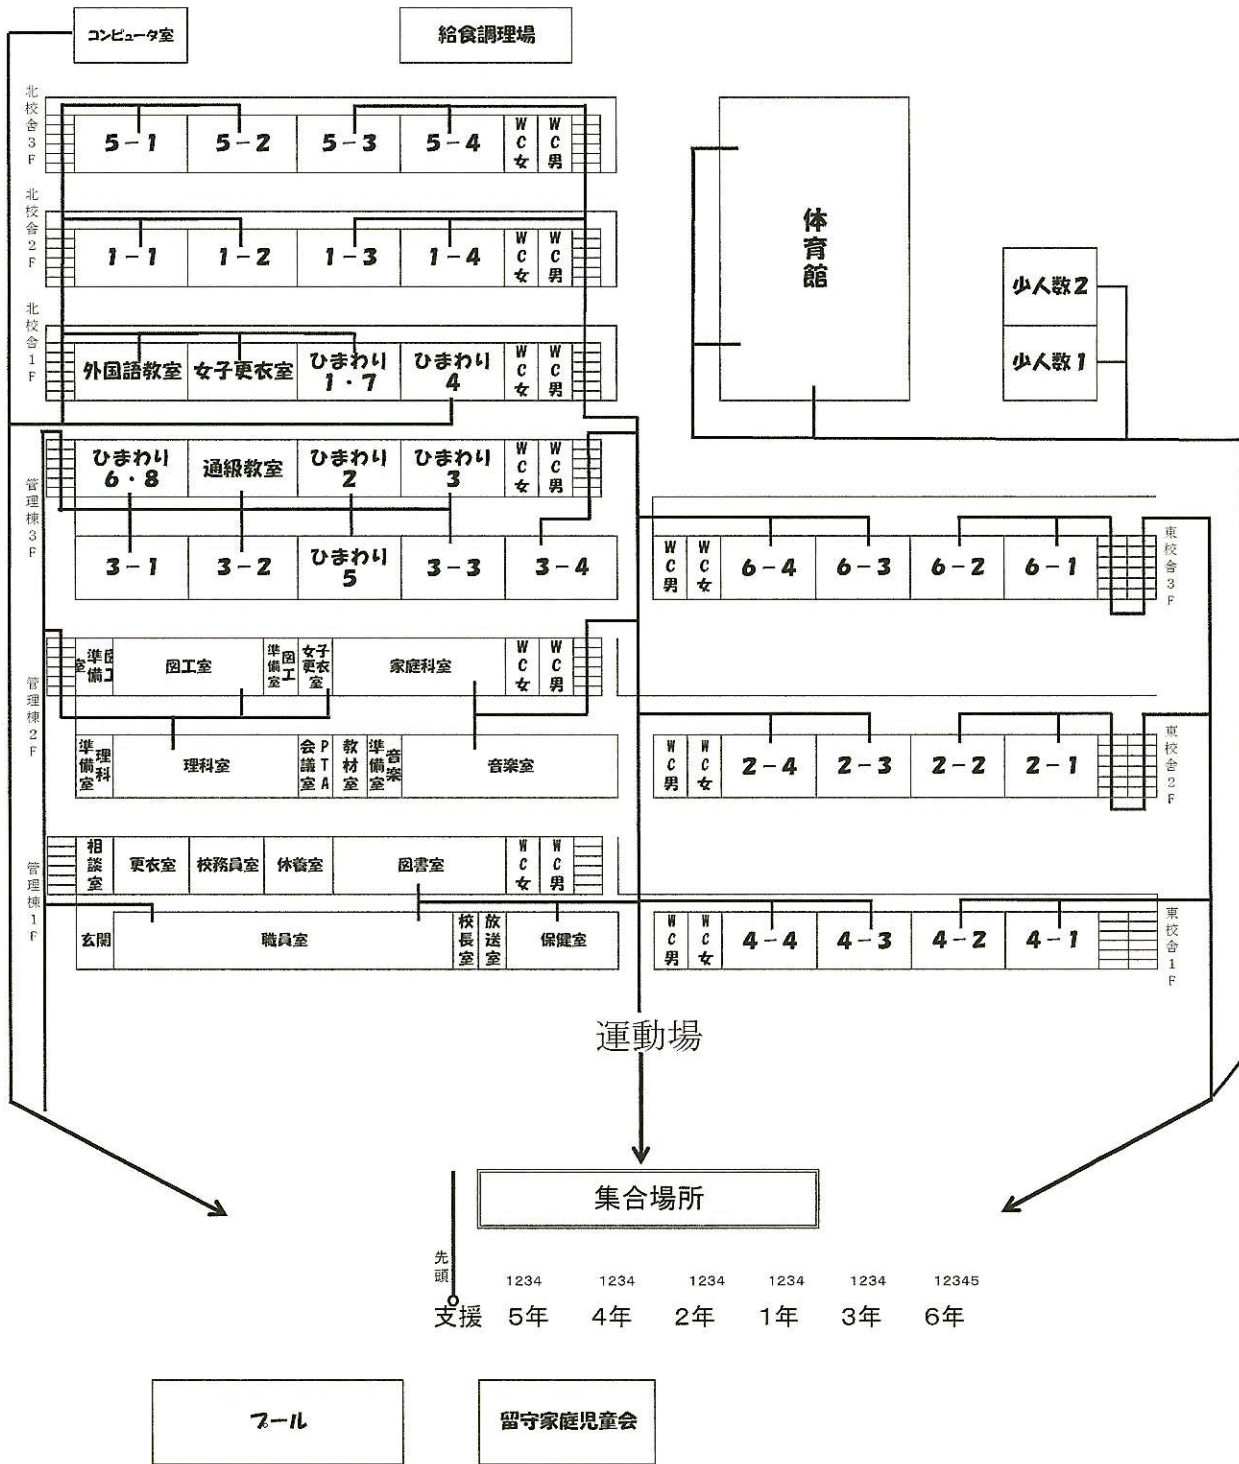 コンピュータ室
給食調理場
北校舎3F
5-1
5-2
5-3
5-4
WC女
WC男
体育館
北校舎2F
1-1
1-2
1-3
1-4
WC女
WC男
少人数2
少人数1
北校舎1F
外国語教室
女子更衣室
ひまわり
1・7
ひまわり
4
WC女
WC男
管理棟3F
ひまわり
6・8
通級教室
ひまわり
2
ひまわり
3
WC女
WC男
3-1
3-2
ひまわり
5
3-3
3-4
WC男
WC女
6-4
6-3
6-2
6-1
東校舎3F
管理棟2F
図工
準備
室
図工室
図工
準備室
女子
更衣室
家庭科室
WC女
WC男
理科
準備室
理科室
PTA
会議室
教材室
音楽
準備室
音楽室
WC男
WC女
2-4
2-3
2-2
2-1
東校舎2F
管理棟1F
相談室
更衣室
校務員室
休養室
図書室
WC女
WC男
玄関
職員室
校長室
放送室
保健室
WC男
WC女
4-4
4-3
4-2
4-1
東校舎1F
運動場
集合場所
先頭
1234
1234
1234
1234
1234
12345
支援
5年
4年
2年
1年
3年
6年
プール
留守家庭児童会